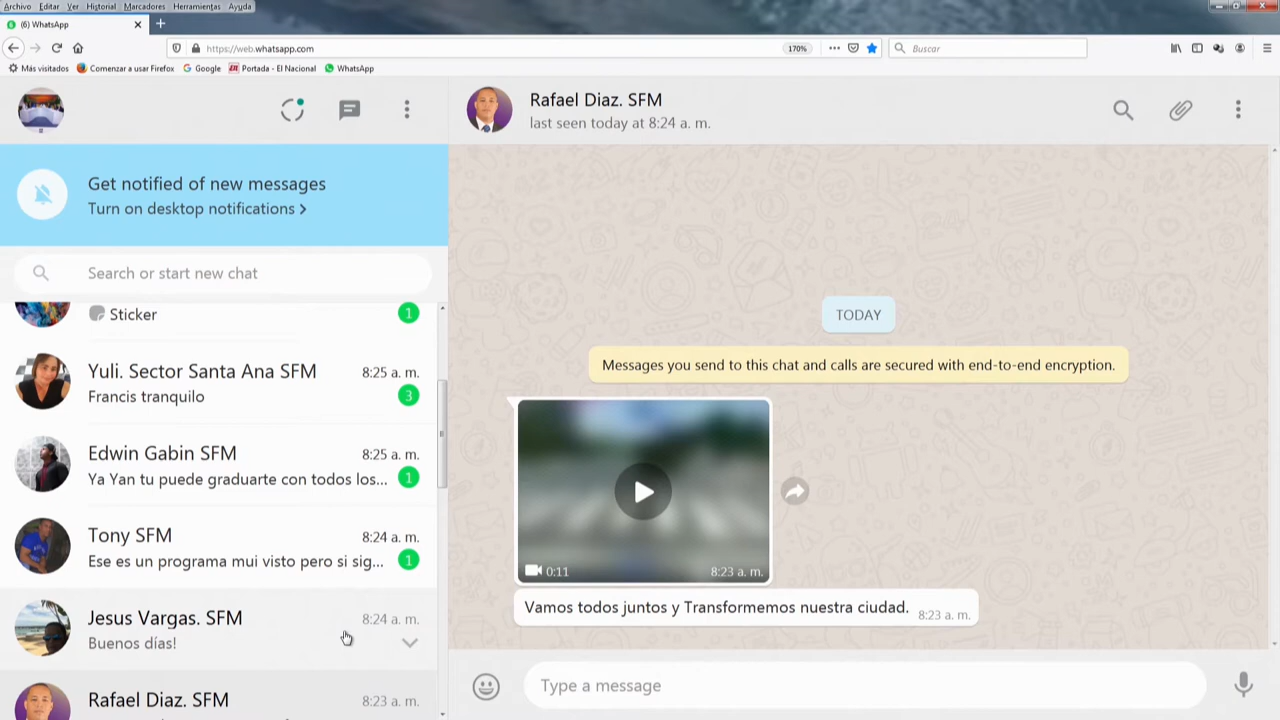 Archivo Editar Ver Historial Marcadores Herramientas Ayuda
(6) WhatsApp
https://web.whatsapp.com
170%
Buscar
Más visitados Comenzar a usar Firefox Google Portada - El Nacional WhatsApp
Rafael Diaz. SFM
last seen today at 8:24 a. m.
Get notified of new messages
Turn on desktop notifications >
Search or start new chat
Sticker 1
Yuli. Sector Santa Ana SFM 8:25 a. m.
Francis tranquilo 3
Edwin Gabin SFM 8:25 a. m.
Ya Yan tu puede graduarte con todos los... 1
Tony SFM 8:24 a. m.
Ese es un programa mui visto pero si sig... 1
Jesus Vargas. SFM 8:24 a. m.
Buenos días!
Rafael Diaz. SFM 8:23 a. m.
TODAY
Messages you send to this chat and calls are secured with end-to-end encryption.
0:11 8:23 a. m.
Vamos todos juntos y Transformemos nuestra ciudad. 8:23 a. m.
Type a message